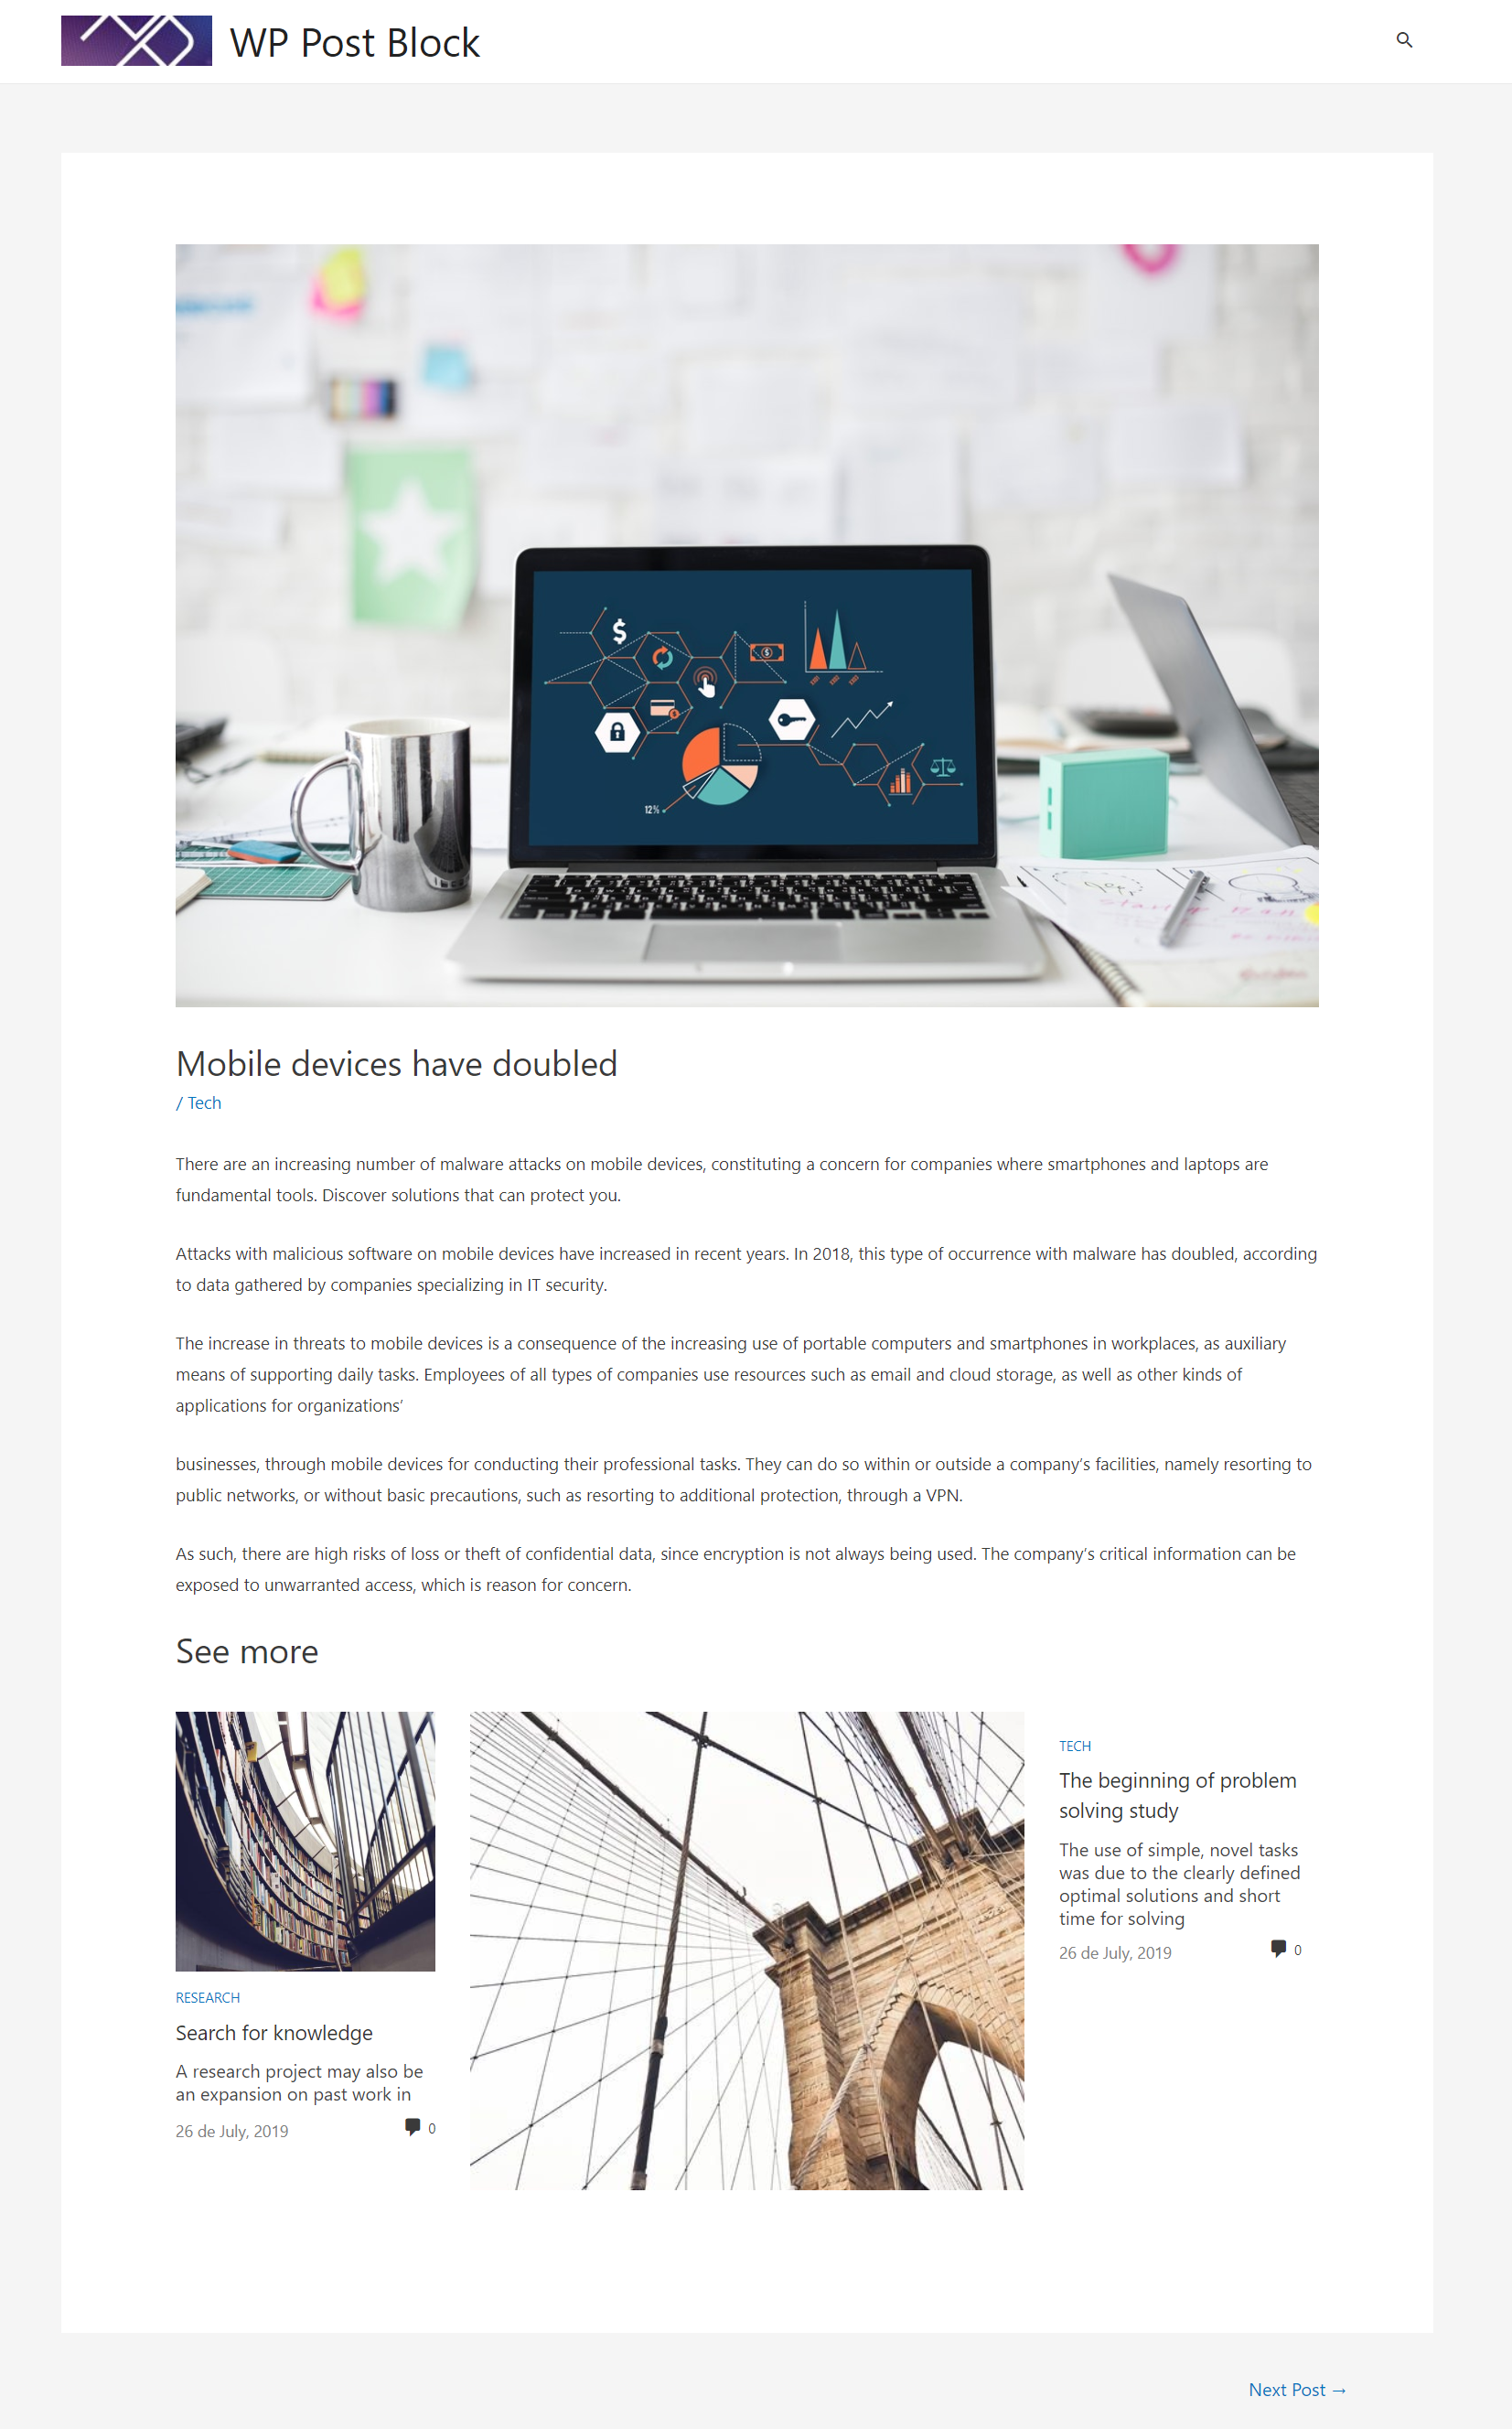 WP Post Block
12%
Mobile devices have doubled
/ Tech
There are an increasing number of malware attacks on mobile devices, constituting a concern for companies where smartphones and laptops are
fundamental tools. Discover solutions that can protect you.
Attacks with malicious software on mobile devices have increased in recent years. In 2018, this type of occurrence with malware has doubled, according
to data gathered by companies specializing in IT security.
The increase in threats to mobile devices is a consequence of the increasing use of portable computers and smartphones in workplaces, as auxiliary
means of supporting daily tasks. Employees of all types of companies use resources such as email and cloud storage, as well as other kinds of
applications for organizations’
businesses, through mobile devices for conducting their professional tasks. They can do so within or outside a company’s facilities, namely resorting to
public networks, or without basic precautions, such as resorting to additional protection, through a VPN.
As such, there are high risks of loss or theft of confidential data, since encryption is not always being used. The company’s critical information can be
exposed to unwarranted access, which is reason for concern.
See more
RESEARCH
Search for knowledge
A research project may also be
an expansion on past work in
26 de July, 2019 0
TECH
The beginning of problem
solving study
The use of simple, novel tasks
was due to the clearly defined
optimal solutions and short
time for solving
26 de July, 2019 0
Next Post →